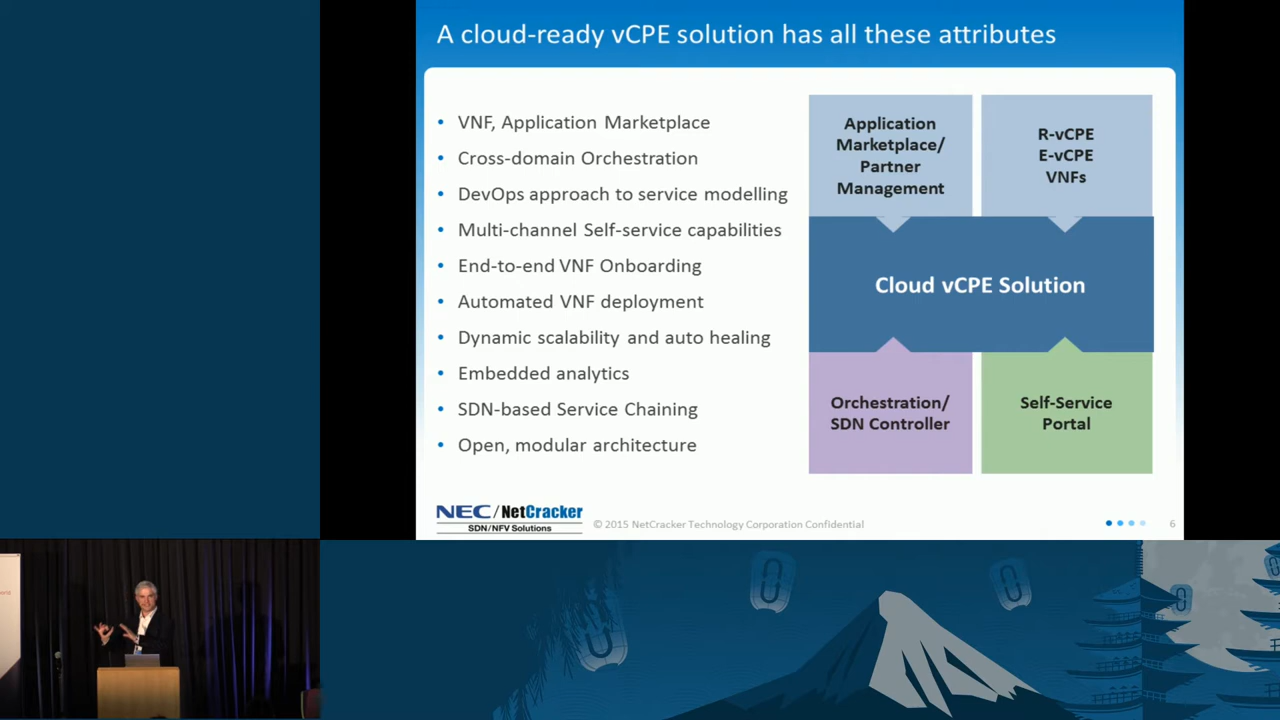 A cloud-ready vCPE solution has all these attributes
• VNF, Application Marketplace
• Cross-domain Orchestration
• DevOps approach to service modelling
• Multi-channel Self-service capabilities
• End-to-end VNF Onboarding
• Automated VNF deployment
• Dynamic scalability and auto healing
• Embedded analytics
• SDN-based Service Chaining
• Open, modular architecture
Application
Marketplace/
Partner
Management
R-vCPE
E-vCPE
VNFs
Cloud vCPE Solution
Orchestration/
SDN Controller
Self-Service
Portal
NEC/NetCracker
SDN/NFV Solutions
© 2015 NetCracker Technology Corporation Confidential
6